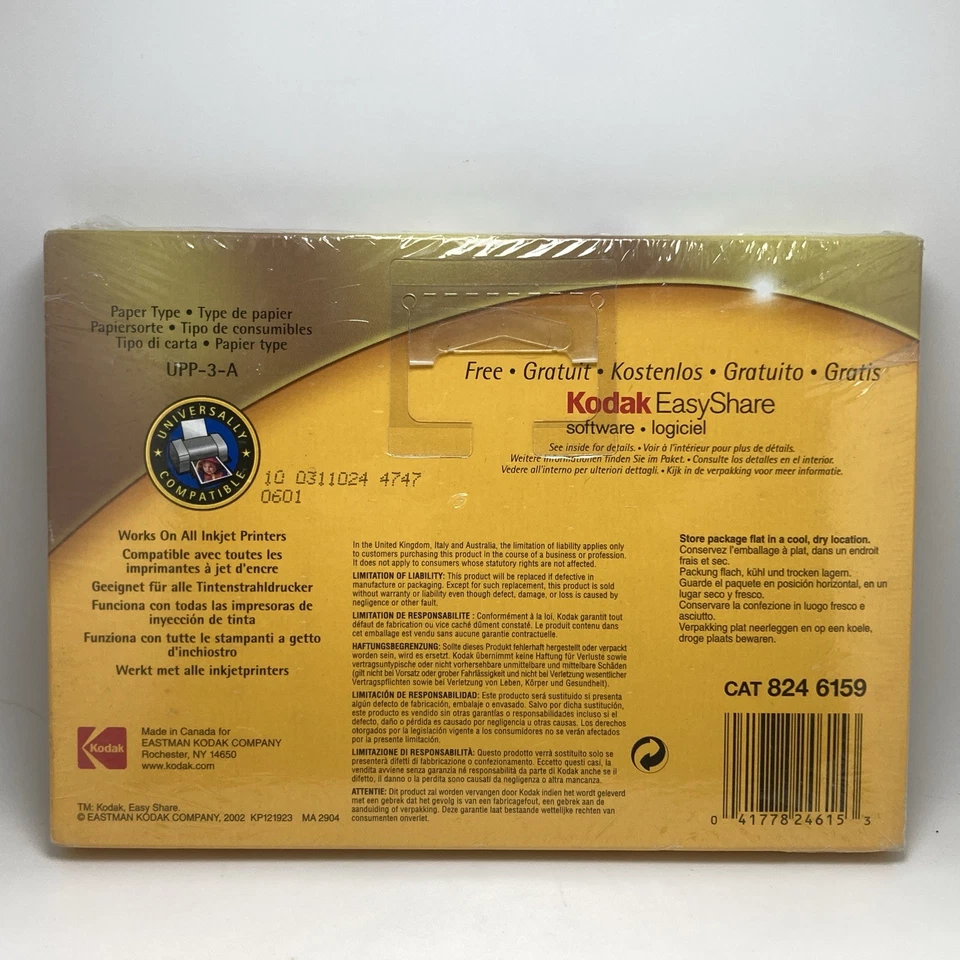 Paper Type • Type de papier
Papiersorte • Tipo de consumibles
Tipo di carta • Papier type
UPP-3-A
UNIVERSALLY
COMPATIBLE
10 0311024 4747
0601
Free • Gratuit • Kostenlos • Gratuito • Gratis
Kodak EasyShare
software • logiciel
See inside for details. • Voir à l'intérieur pour plus de détails.
Weitere Informationen finden Sie im Paket. • Consulte los detalles en el interior.
Vedere all'interno per ulteriori dettagli. • Kijk in de verpakking voor meer informatie.
Works On All Inkjet Printers
Compatible avec toutes les
imprimantes à jet d'encre
Geeignet für alle Tintenstrahldrucker
Funciona con todas las impresoras de
inyección de tinta
Funziona con tutte le stampanti a getto
d'inchiostro
Werkt met alle inkjetprinters
Kodak
Made in Canada for
EASTMAN KODAK COMPANY
Rochester, NY 14650
www.kodak.com
TM: Kodak, Easy Share.
© EASTMAN KODAK COMPANY, 2002 KP121923 MA 2904
In the United Kingdom, Italy and Australia, the limitation of liability applies only
to customers purchasing this product in the course of a business or profession.
It does not apply to consumers whose statutory rights are not affected.
LIMITATION OF LIABILITY: This product will be replaced if defective in
manufacture or packaging. Except for such replacement, this product is sold
without warranty or liability even though defect, damage, or loss is caused by
negligence or other fault.
LIMITATION DE RESPONSABILITE : Conformément à la loi, Kodak garantit tout
défaut de fabrication ou vice caché dûment constaté. Le produit contenu dans
cet emballage est vendu sans aucune garantie contractuelle.
HAFTUNGSBEGRENZUNG: Sollte dieses Produkt fehlerhaft hergestellt oder verpackt
worden sein, wird es ersetzt. Kodak übernimmt keine Haftung für Verluste sowie
vertragsuntypische oder nicht vorhersehbare unmittelbare und mittelbare Schäden
(gilt nicht bei Vorsatz oder grober Fahrlässigkeit und nicht bei Verletzung wesentlicher
Vertragspflichten sowie bei Verletzung von Leben, Körper und Gesundheit).
LIMITACIÓN DE RESPONSABILIDAD: Este producto será sustituido si presenta
algún defecto de fabricación, embalaje o envasado. Salvo por dicha sustitución,
este producto es vendido sin otras garantías o responsabilidades incluso si el
defecto, daño o pérdida es causado por negligencia u otras causas. Los derechos
otorgados por la legislación vigente a los consumidores no se verán afectados
por la presente limitación.
LIMITAZIONE DI RESPONSABILITÀ: Questo prodotto verrà sostituito solo se
presenterà difetti di fabbricazione o confezionamento. Eccetto questi casi, la
vendita avviene senza garanzia né responsabilità da parte di Kodak anche se il
difetto, il danno o la perdita sono causati da negligenza o altra mancanza.
ATTENTIE: Dit product zal worden vervangen door Kodak indien het wordt geleverd
met een gebrek dat het gevolg is van een fabricagefout, een gebrek aan de
aanduiding of verpakking. Deze garantie laat bestaande wettelijke rechten van
consumenten onverlet.
Store package flat in a cool, dry location.
Conservez l'emballage à plat, dans un endroit
frais et sec.
Packung flach, kühl und trocken lagern.
Guarde el paquete en posición horizontal, en un
lugar seco y fresco.
Conservare la confezione in luogo fresco e
asciutto.
Verpakking plat neerleggen en op een koele,
droge plaats bewaren.
CAT 824 6159
0 41778 24615 3